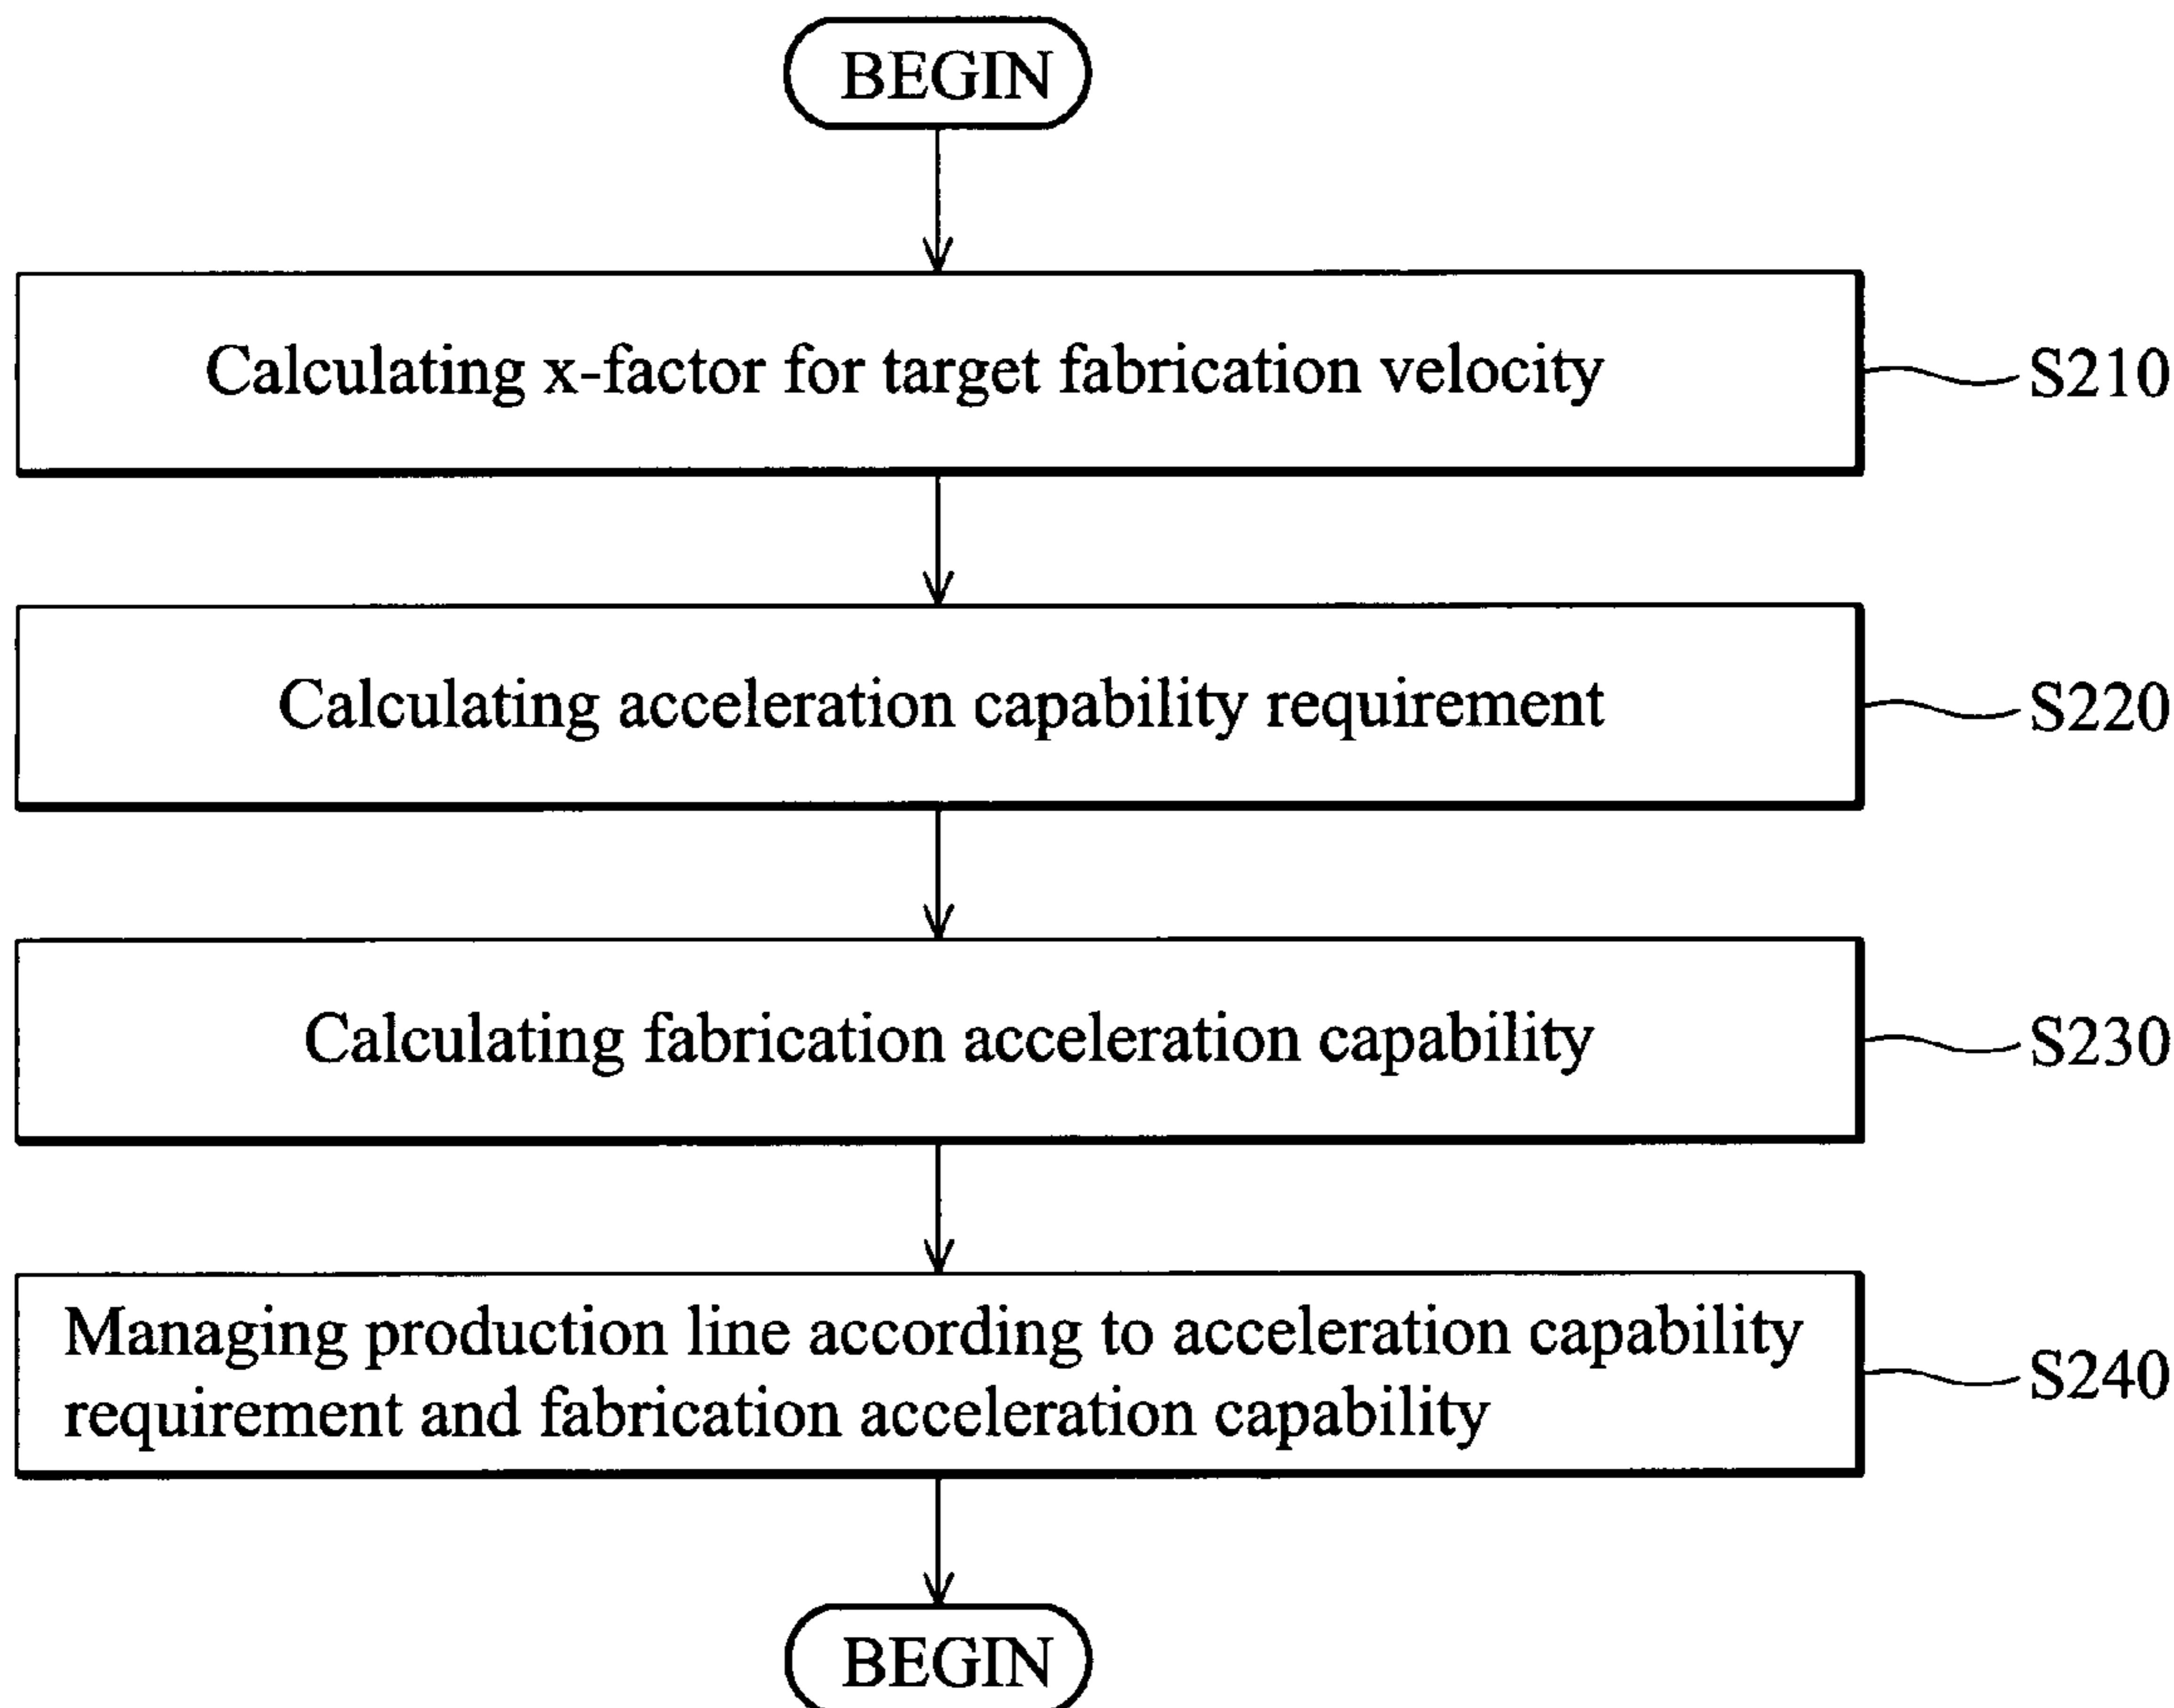 BEGIN
Calculating x-factor for target fabrication velocity
S210
Calculating acceleration capability requirement
S220
Calculating fabrication acceleration capability
S230
Managing production line according to acceleration capability
requirement and fabrication acceleration capability
S240
BEGIN